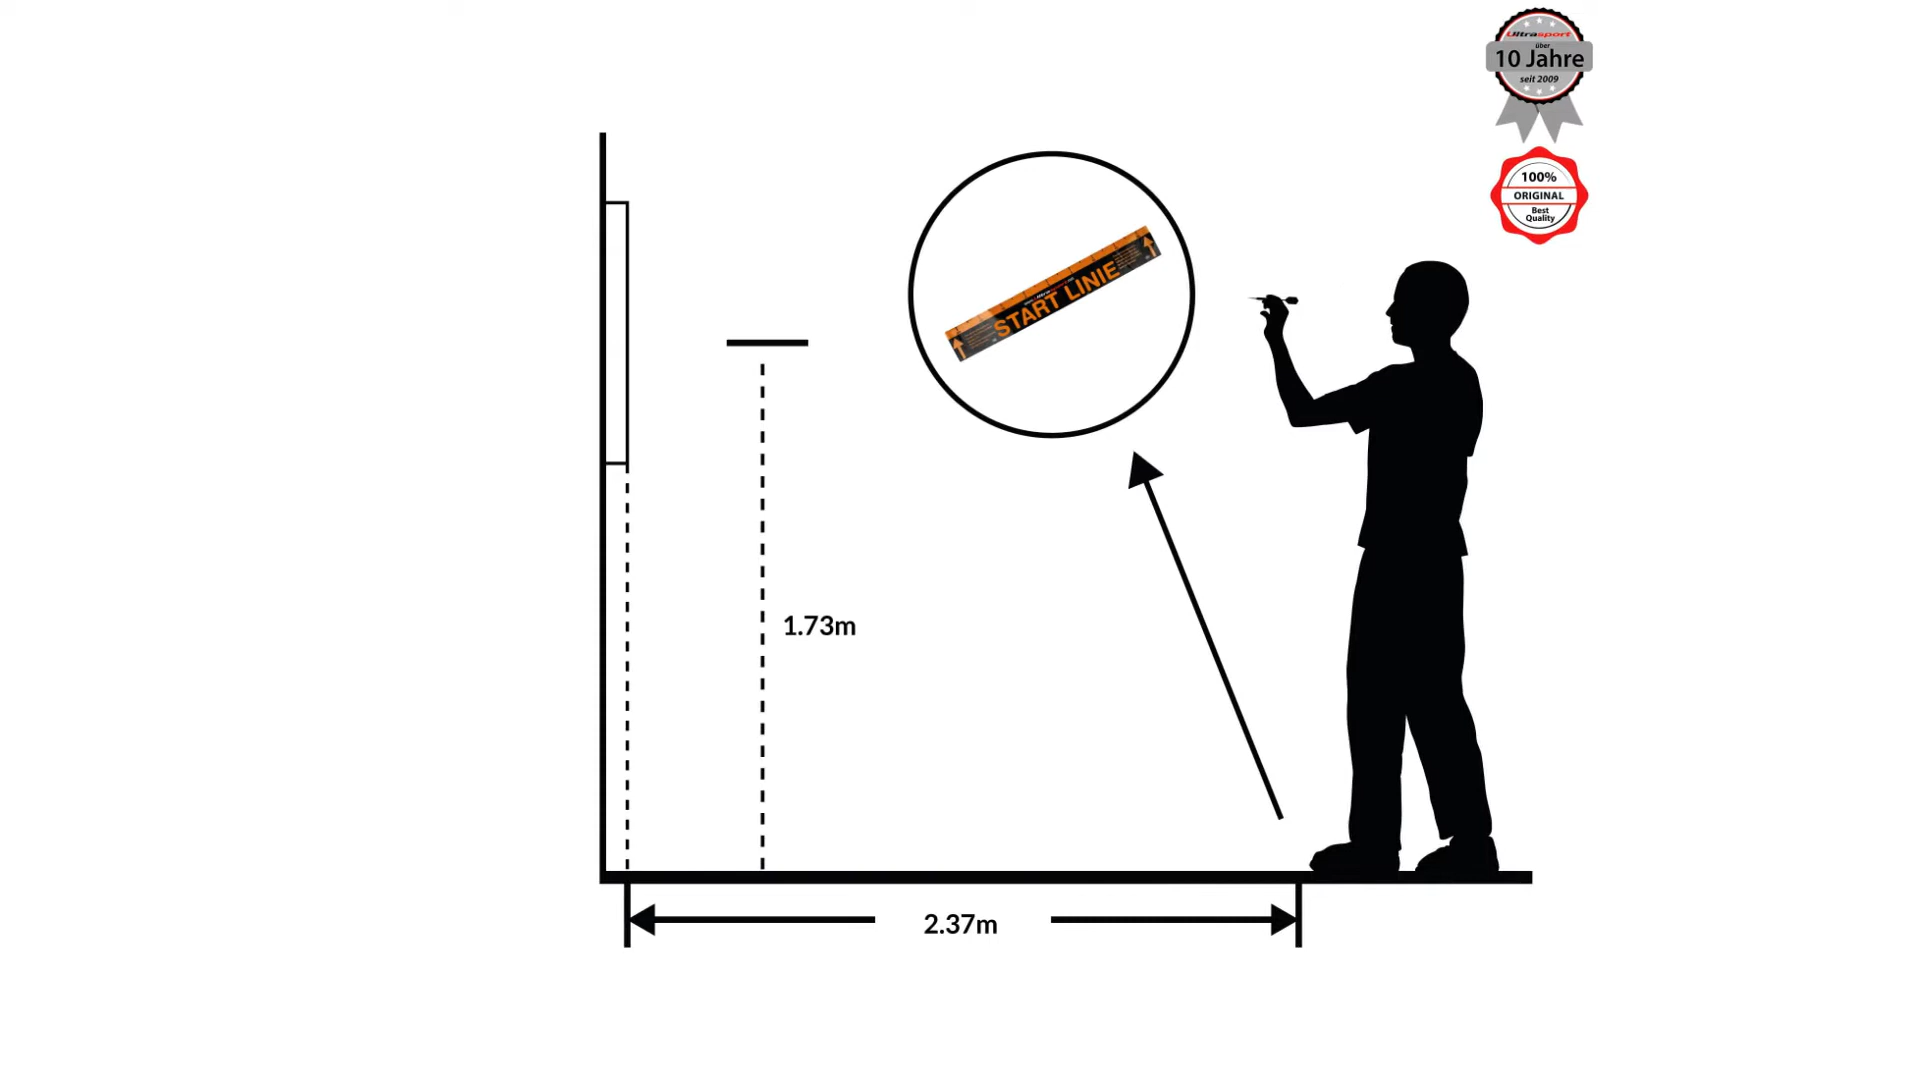 Ultrasport
über
10 Jahre
seit 2009
100%
ORIGINAL
Best
Quality
START LINIE
1.73m
2.37m